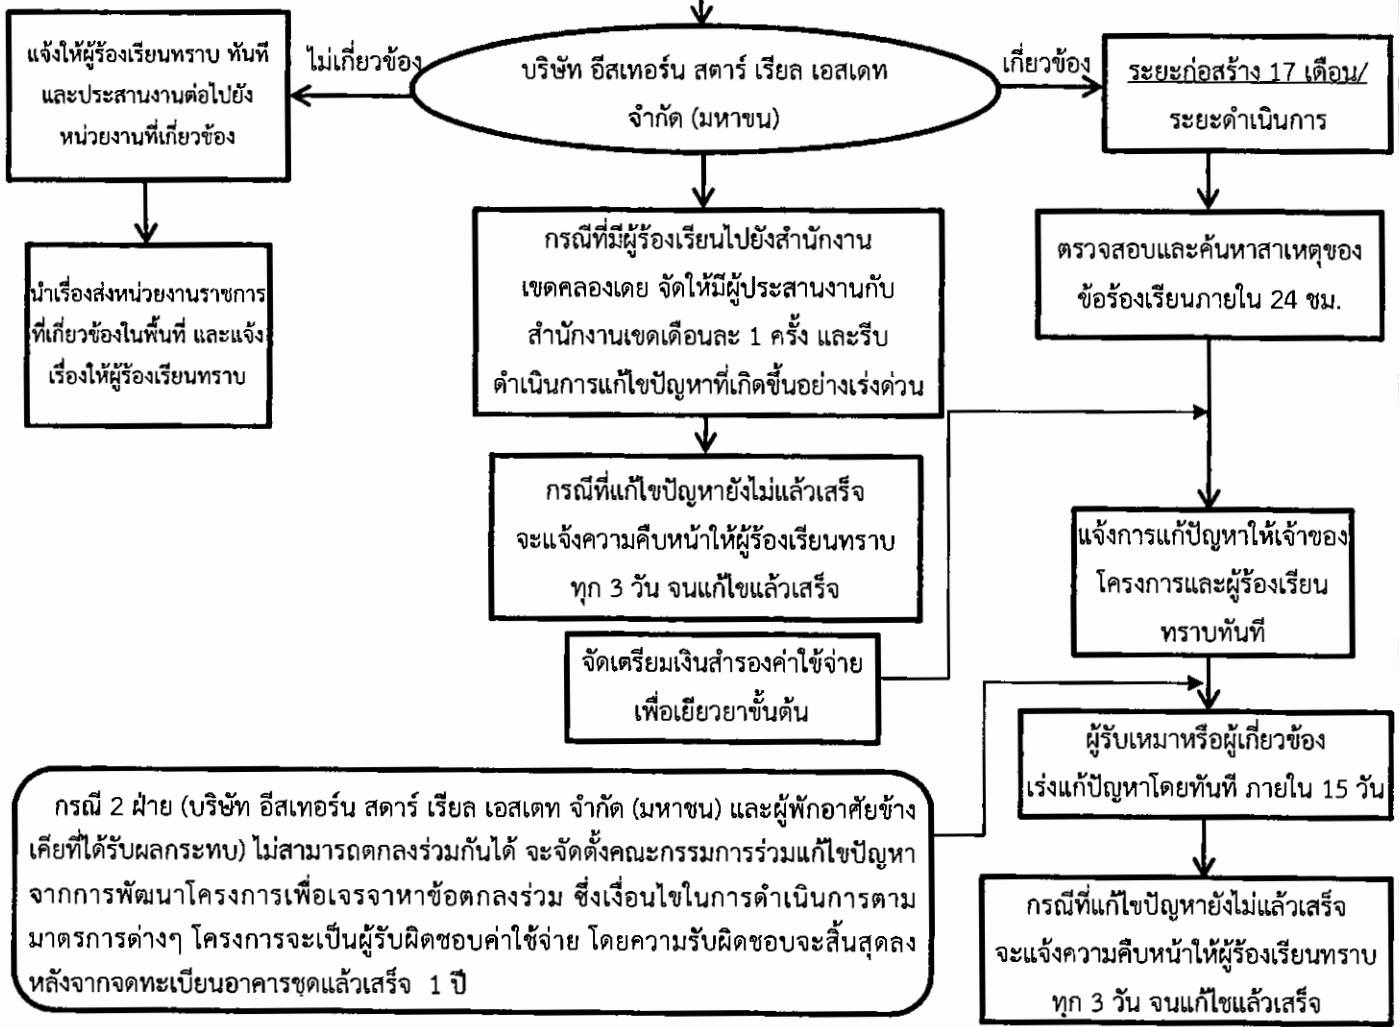 แจ้งให้ผู้ร้องเรียนทราบ ทันที
และประสานงานต่อไปยัง
หน่วยงานที่เกี่ยวข้อง
ไม่เกี่ยวข้อง
บริษัท อีสเทอร์น สตาร์ เรียล เอสเตท
จำกัด (มหาชน)
เกี่ยวข้อง
ระยะก่อสร้าง 17 เดือน/
ระยะดำเนินการ
นำเรื่องส่งหน่วยงานราชการ
ที่เกี่ยวข้องในพื้นที่ และแจ้ง
เรื่องให้ผู้ร้องเรียนทราบ
กรณีที่มีผู้ร้องเรียนไปยังสำนักงาน
เขตคลองเตย จัดให้มีผู้ประสานงานกับ
สำนักงานเขตเดือนละ 1 ครั้ง และรีบ
ดำเนินการแก้ไขปัญหาที่เกิดขึ้นอย่างเร่งด่วน
ตรวจสอบและค้นหาสาเหตุของ
ข้อร้องเรียนภายใน 24 ชม.
กรณีที่แก้ไขปัญหายังไม่แล้วเสร็จ
จะแจ้งความคืบหน้าให้ผู้ร้องเรียนทราบ
ทุก 3 วัน จนแก้ไขแล้วเสร็จ
แจ้งการแก้ปัญหาให้เจ้าของ
โครงการและผู้ร้องเรียน
ทราบทันที
จัดเตรียมเงินสำรองค่าใช้จ่าย
เพื่อเยียวยาขั้นต้น
ผู้รับเหมาหรือผู้เกี่ยวข้อง
เร่งแก้ปัญหาโดยทันที ภายใน 15 วัน
กรณี 2 ฝ่าย (บริษัท อีสเทอร์น สตาร์ เรียล เอสเตท จำกัด (มหาชน) และผู้พักอาศัยข้าง
เคียที่ได้รับผลกระทบ) ไม่สามารถตกลงร่วมกันได้ จะจัดตั้งคณะกรรมการร่วมแก้ไขปัญหา
จากการพัฒนาโครงการเพื่อเจรจาหาข้อตกลงร่วม ซึ่งเงื่อนไขในการดำเนินการตาม
มาตรการต่างๆ โครงการจะเป็นผู้รับผิดชอบค่าใช้จ่าย โดยความรับผิดชอบจะสิ้นสุดลง
หลังจากจดทะเบียนอาคารชุดแล้วเสร็จ 1 ปี
กรณีที่แก้ไขปัญหายังไม่แล้วเสร็จ
จะแจ้งความคืบหน้าให้ผู้ร้องเรียนทราบ
ทุก 3 วัน จนแก้ไขแล้วเสร็จ